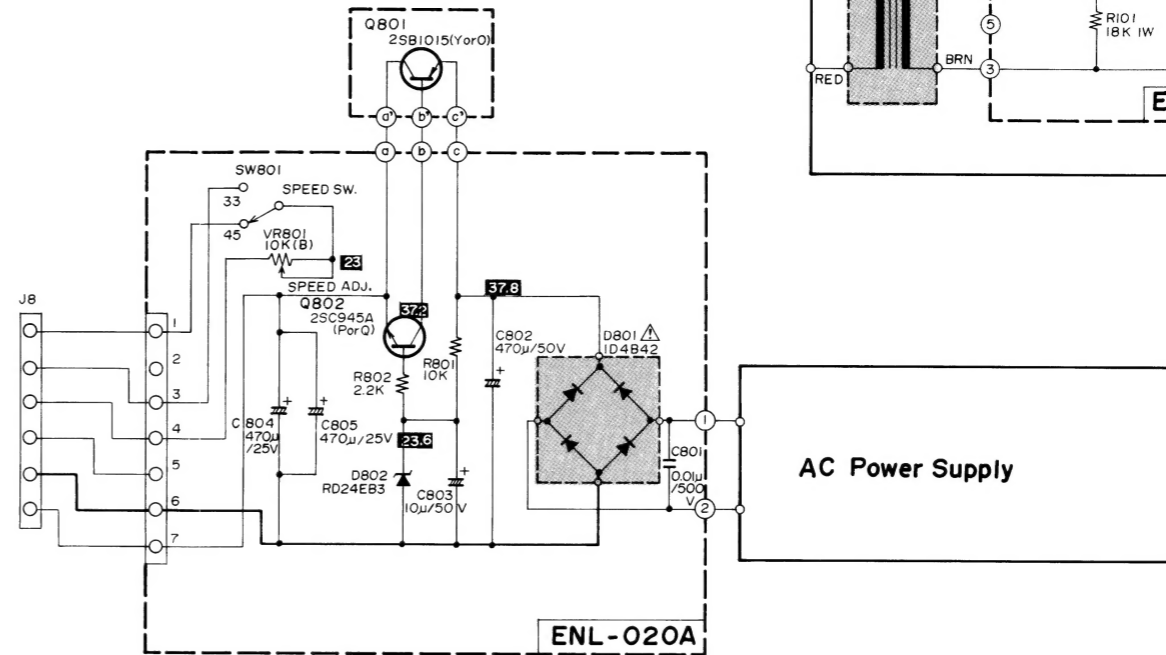 Q801
2SB1015(YorO)
a' b' c'
a b c
5
R101
18K 1W
RED
BRN
3
E
SW801
33
SPEED SW.
45
VR801
10K(B)
23
SPEED ADJ.
J8
Q802
2SC945A
(PorQ)
37.2
37.8
1
2
3
4
5
6
7
R802
2.2K
R801
10K
C802
470μ/50V
+
D801 ⚠
1D4B42
C804
470μ
/25V
+
C805
470μ/25V
+
23.6
D802
RD24EB3
C803
10μ/50V
+
C801
0.01μ
/500
V
1
2
AC Power Supply
ENL-020A